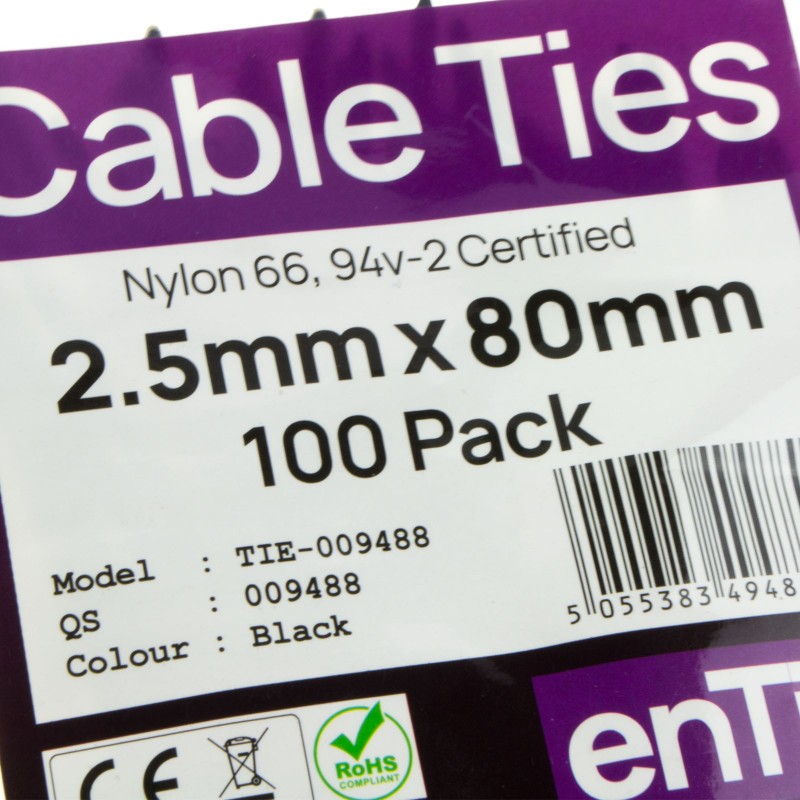 Cable Ties
Nylon 66, 94v-2 Certified
2.5mm x 80mm
100 Pack
Model : TIE-009488
QS : 009488
Colour : Black
5 055383 4948
CE
RoHS
COMPLIANT
enT